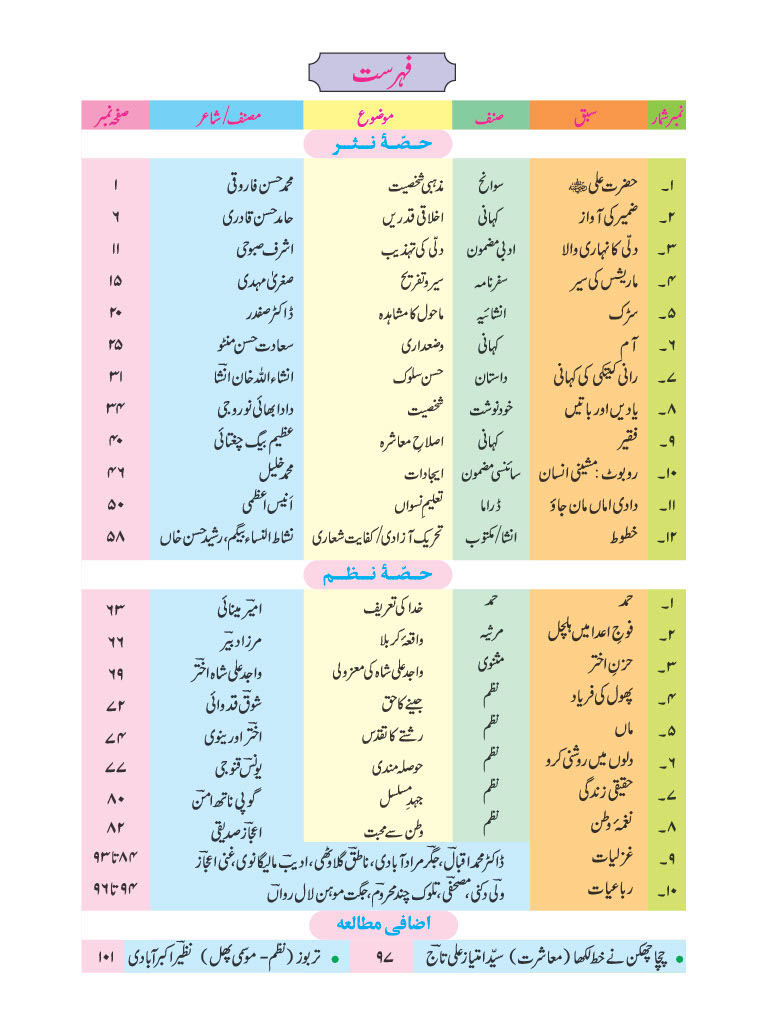 فہرست
نمبر شمار سبق صنف موضوع مصنف/شاعر صفحہ نمبر
حصّۂ نثر
۱۔ حضرت علیؓ سوانح مذہبی شخصیت محمد حسن فاروقی ۱
۲۔ ضمیر کی آواز کہانی اخلاقی قدریں حامد حسن قادری ۶
۳۔ دلّی کا نہاری والا ادبی مضمون دلّی کی تہذیب اشرف صبوحی ۱۱
۴۔ ماریشس کی سیر سفرنامہ سیر و تفریح صغریٰ مہدی ۱۵
۵۔ سڑک انشائیہ ماحول کا مشاہدہ ڈاکٹر صفدر ۲۰
۶۔ آم کہانی وضعداری سعادت حسن منٹو ۲۵
۷۔ رانی کیتکی کی کہانی داستان حسن سلوک انشاء اللہ خان انشاؔ ۳۱
۸۔ یادیں اور باتیں خودنوشت شخصیت دادا بھائی نوروجی ۳۴
۹۔ فقیر کہانی اصلاحِ معاشرہ عظیم بیگ چغتائی ۴۰
۱۰۔ روبوٹ: مشینی انسان سائنسی مضمون ایجادات محمد خلیل ۴۶
۱۱۔ دادی اماں مان جاؤ ڈراما تعلیمِ نسواں انیس اعظمی ۵۰
۱۲۔ خطوط انشا/مکتوب تحریک آزادی/کفایت شعاری نشاط النساء بیگم، رشید حسن خاں ۵۸
حصّۂ نظم
۱۔ حمد حمد خدا کی تعریف امیرؔ مینائی ۶۳
۲۔ فوجِ اعدا میں ہلچل مرثیہ واقعۂ کربلا مرزا دبیرؔ ۶۶
۳۔ حزنِ اختر مثنوی واجد علی شاہ کی معزولی واجد علی شاہ اخترؔ ۶۹
۴۔ پھول کی فریاد نظم جینے کا حق شوقؔ قدوائی ۷۲
۵۔ ماں نظم رشتے کا تقدّس اخترؔ اورینوی ۷۴
۶۔ دلوں میں روشنی کرو نظم حوصلہ مندی یونسؔ قنوجی ۷۷
۷۔ حقیقی زندگی نظم جہدِ مسلسل گوپی ناتھ امنؔ ۸۰
۸۔ نغمۂ وطن نظم وطن سے محبت اعجازؔ صدیقی ۸۲
۹۔ غزلیات ڈاکٹر محمد اقبالؔ، جگرؔ مرادآبادی، ناطقؔ گلاوٹھی، ادیبؔ مالیگانوی، غنی اعجازؔ ۸۴ تا ۹۳
۱۰۔ رباعیات ولیؔ دکنی، مصحفیؔ، تلوک چند محرومؔ، جگت موہن لال رواںؔ ۹۴ تا ۹۶
اضافی مطالعہ
• چچا چھکن نے خط لکھا (معاشرت) سیّد امتیاز علی تاجؔ ۹۷ • تربوز (نظم - موسمی پھل) نظیرؔ اکبرآبادی ۱۰۱